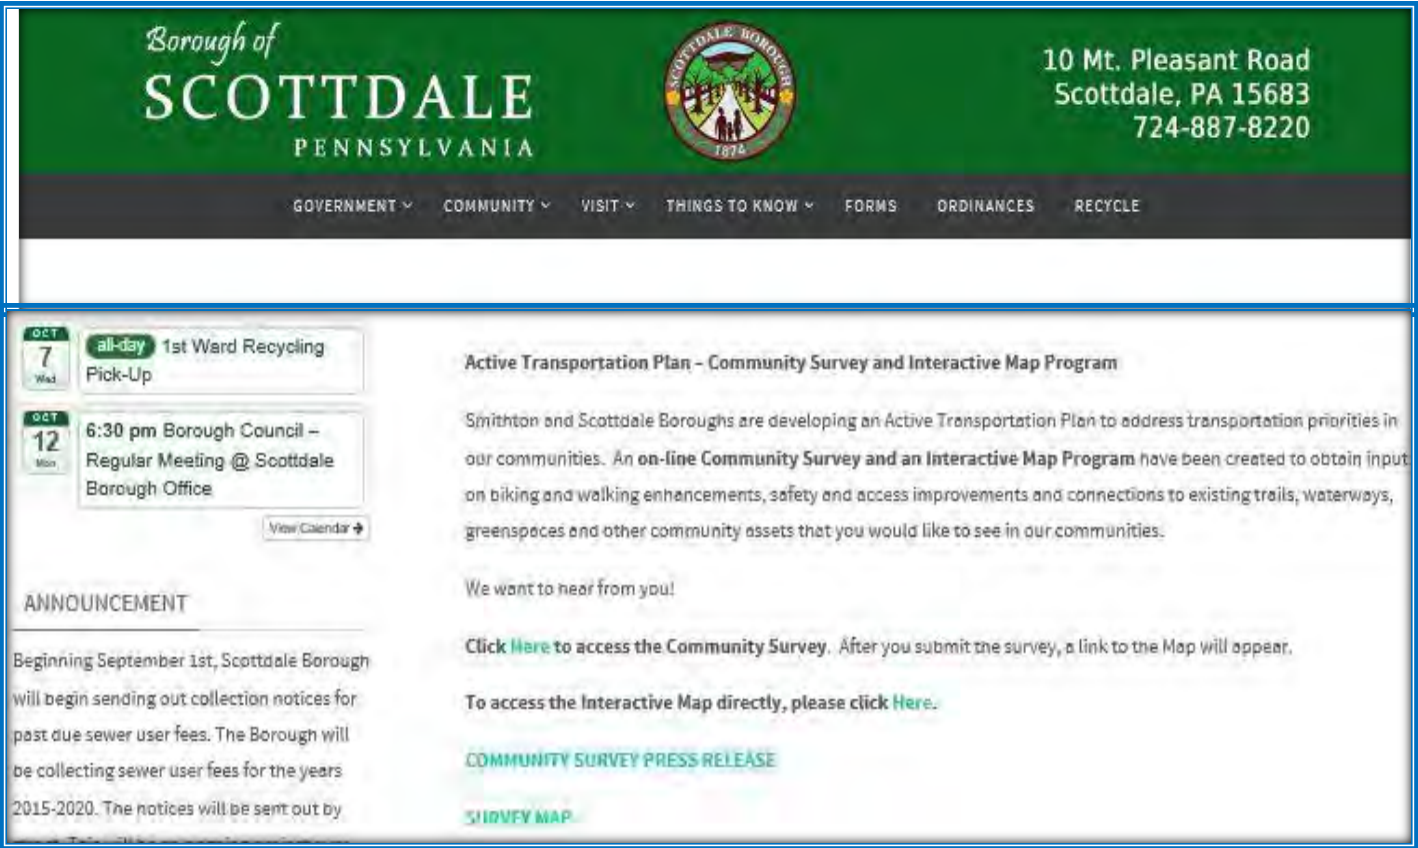 Borough of
SCOTTDALE
PENNSYLVANIA
SCOTTDALE BOROUGH
1874
10 Mt. Pleasant Road
Scottdale, PA 15683
724-887-8220
GOVERNMENT COMMUNITY VISIT THINGS TO KNOW FORMS ORDINANCES RECYCLE
OCT
7
Wed
all-day 1st Ward Recycling
Pick-Up
OCT
12
Mon
6:30 pm Borough Council –
Regular Meeting @ Scottdale
Borough Office
View Calendar
ANNOUNCEMENT
Beginning September 1st, Scottdale Borough
will begin sending out collection notices for
past due sewer user fees. The Borough will
be collecting sewer user fees for the years
2015-2020. The notices will be sent out by
Active Transportation Plan – Community Survey and Interactive Map Program
Smithton and Scottdale Boroughs are developing an Active Transportation Plan to address transportation priorities in
our communities. An on-line Community Survey and an Interactive Map Program have been created to obtain input
on biking and walking enhancements, safety and access improvements and connections to existing trails, waterways,
greenspaces and other community assets that you would like to see in our communities.
We want to hear from you!
Click Here to access the Community Survey. After you submit the survey, a link to the Map will appear.
To access the Interactive Map directly, please click Here.
COMMUNITY SURVEY PRESS RELEASE
SURVEY MAP